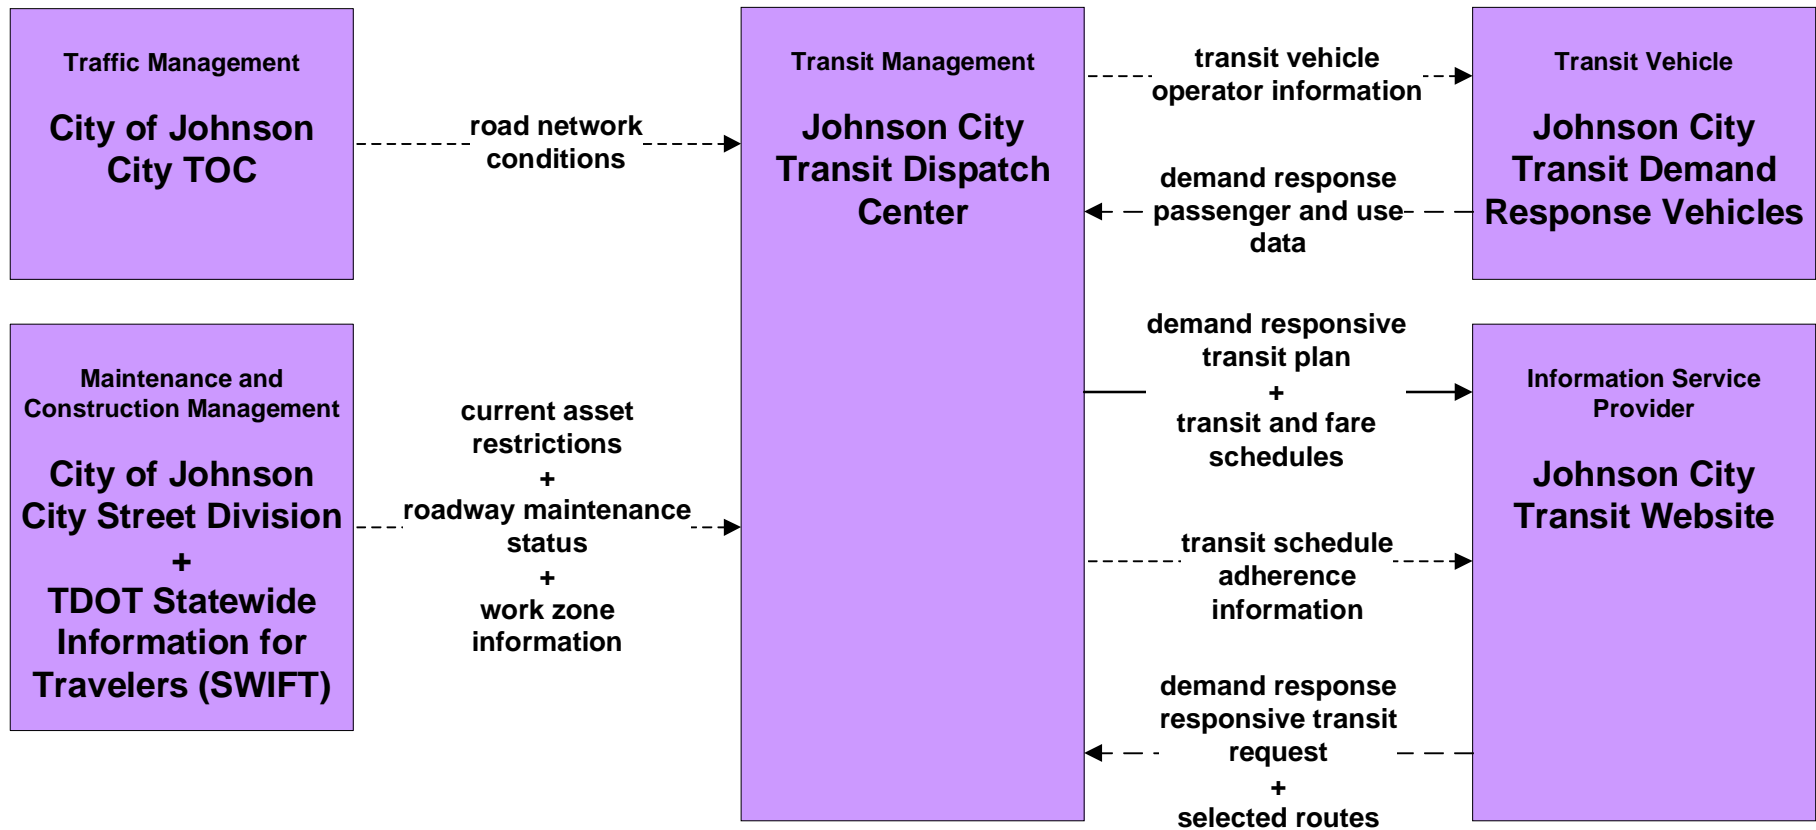 Traffic Management
City of Johnson
City TOC
road network
conditions
Maintenance and
Construction Management
City of Johnson
City Street Division
+
TDOT Statewide
Information for
Travelers (SWIFT)
current asset
restrictions
+
roadway maintenance
status
+
work zone
information
Transit Management
Johnson City
Transit Dispatch
Center
transit vehicle
operator information
demand response
passenger and use
data
demand responsive
transit plan
+
transit and fare
schedules
transit schedule
adherence
information
demand response
responsive transit
request
+
selected routes
Transit Vehicle
Johnson City
Transit Demand
Response Vehicles
Information Service
Provider
Johnson City
Transit Website